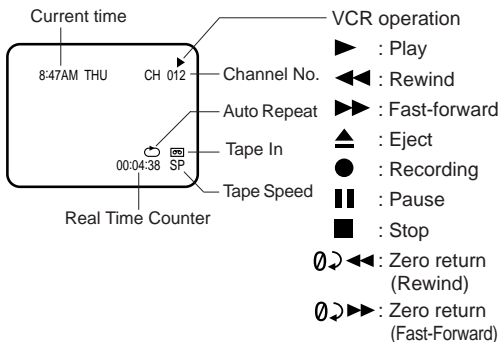 Current time
8:47AM THU
CH 012
00:04:38 SP
Real Time Counter
VCR operation
Channel No.
Auto Repeat
Tape In
Tape Speed
: Play
: Rewind
: Fast-forward
: Eject
: Recording
: Pause
: Stop
0 : Zero return
(Rewind)
0 : Zero return
(Fast-Forward)